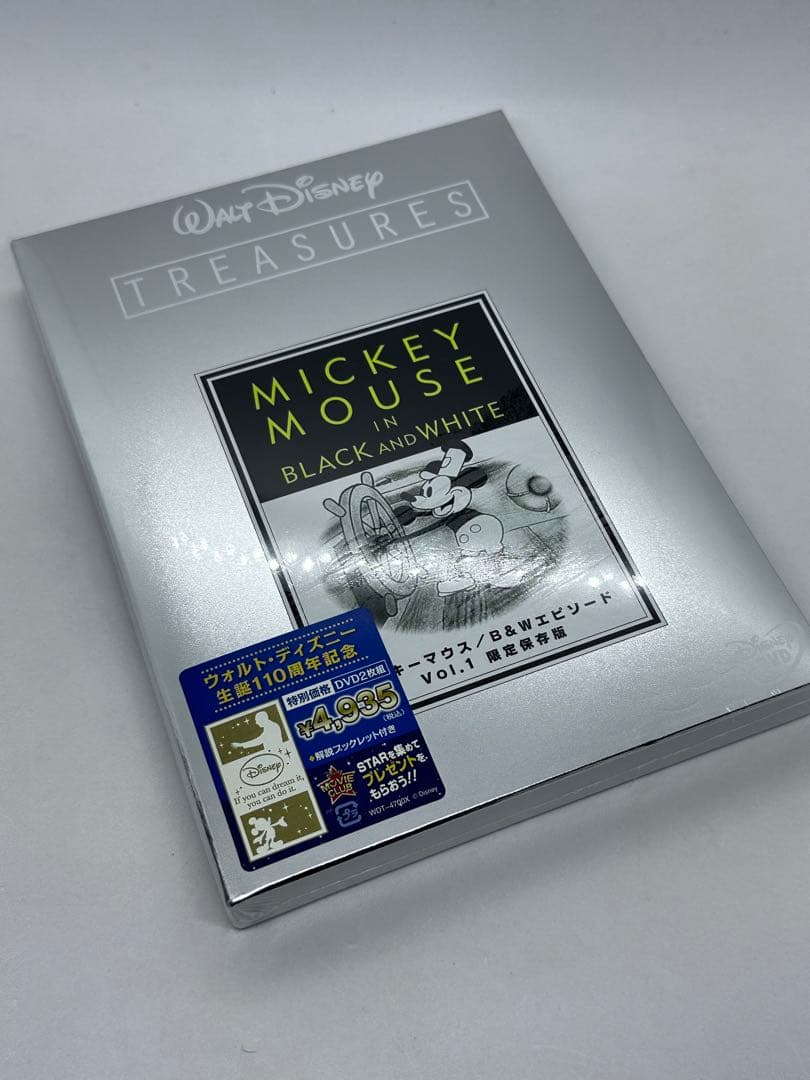 WALT DISNEY
TREASURES
MICKEY
MOUSE
IN
BLACK AND WHITE
キーマウス/B&Wエピソード
Vol.1 限定保存版
ウォルト・ディズニー
生誕110周年記念
特別価格 DVD2枚組
¥4,935
(税込)
解説ブックレット付き
Disney
If you can dream it,
you can do it.
MOVIE
CLUB
STARを集めて
プレゼントを
もらおう!!
WDT-4700X © Disney